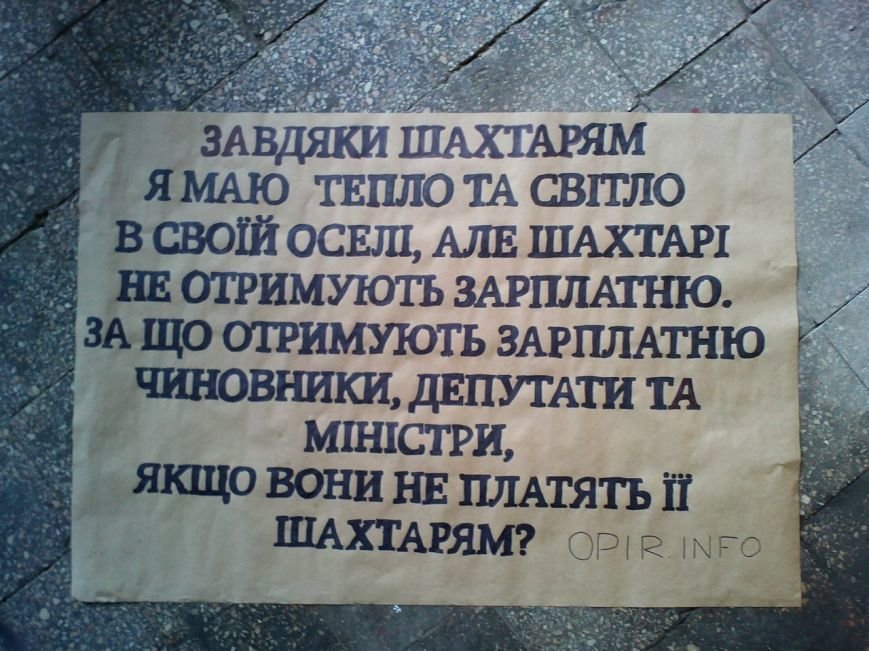 ЗАВДЯКИ ШАХТАРЯМ
Я МАЮ ТЕПЛО ТА СВІТЛО
В СВОЇЙ ОСЕЛІ, АЛЕ ШАХТАРІ
НЕ ОТРИМУЮТЬ ЗАРПЛАТНЮ.
ЗА ЩО ОТРИМУЮТЬ ЗАРПЛАТНЮ
ЧИНОВНИКИ, ДЕПУТАТИ ТА
МІНІСТРИ,
ЯКЩО ВОНИ НЕ ПЛАТЯТЬ ЇЇ
ШАХТАРЯМ? OPIR.INFO